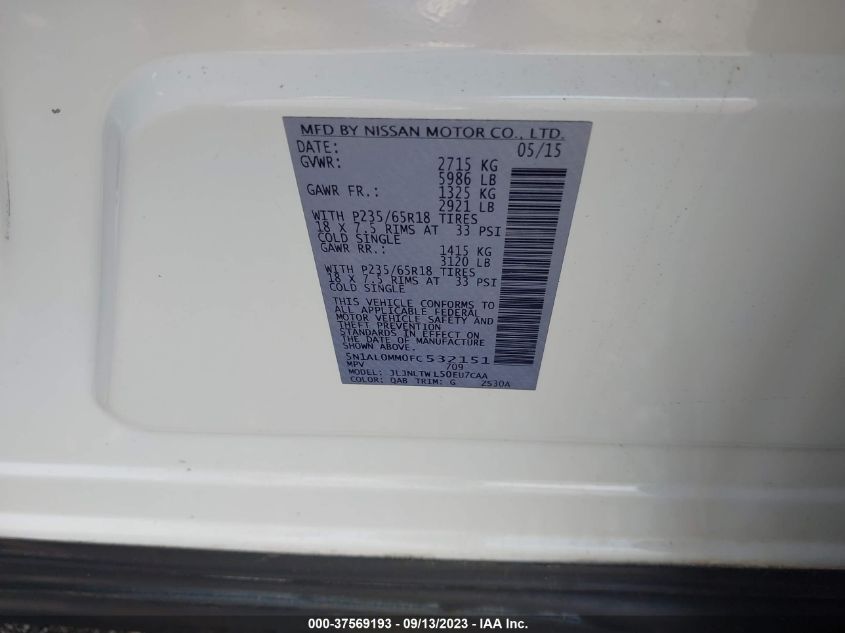 MFD BY NISSAN MOTOR CO., LTD.
DATE: 05/15
GVWR: 2715 KG
5986 LB
GAWR FR.: 1325 KG
2921 LB
WITH P235/65R18 TIRES
18 X 7.5 RIMS AT 33 PSI
COLD SINGLE
GAWR RR.: 1415 KG
3120 LB
WITH P235/65R18 TIRES
18 X 7.5 RIMS AT 33 PSI
COLD SINGLE
THIS VEHICLE CONFORMS TO
ALL APPLICABLE FEDERAL
MOTOR VEHICLE SAFETY AND
THEFT PREVENTION
STANDARDS IN EFFECT ON
THE DATE OF MANUFACTURE
SHOWN ABOVE.
5N1AL0MM0FC532151
MPV /09
MODEL: JLJNLTWL50EU7CAA
COLOR: QAB TRIM: G 2530A
000-37569193 - 09/13/2023 - IAA Inc.